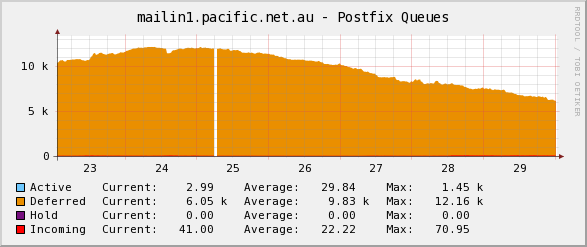 mailin1.pacific.net.au - Postfix Queues
RRDTOOL / TOBI OETIKER
10 k
5 k
0
23 24 25 26 27 28 29
Active Current: 2.99 Average: 29.84 Max: 1.45 k
Deferred Current: 6.05 k Average: 9.83 k Max: 12.16 k
Hold Current: 0.00 Average: 0.00 Max: 0.00
Incoming Current: 41.00 Average: 22.22 Max: 70.95